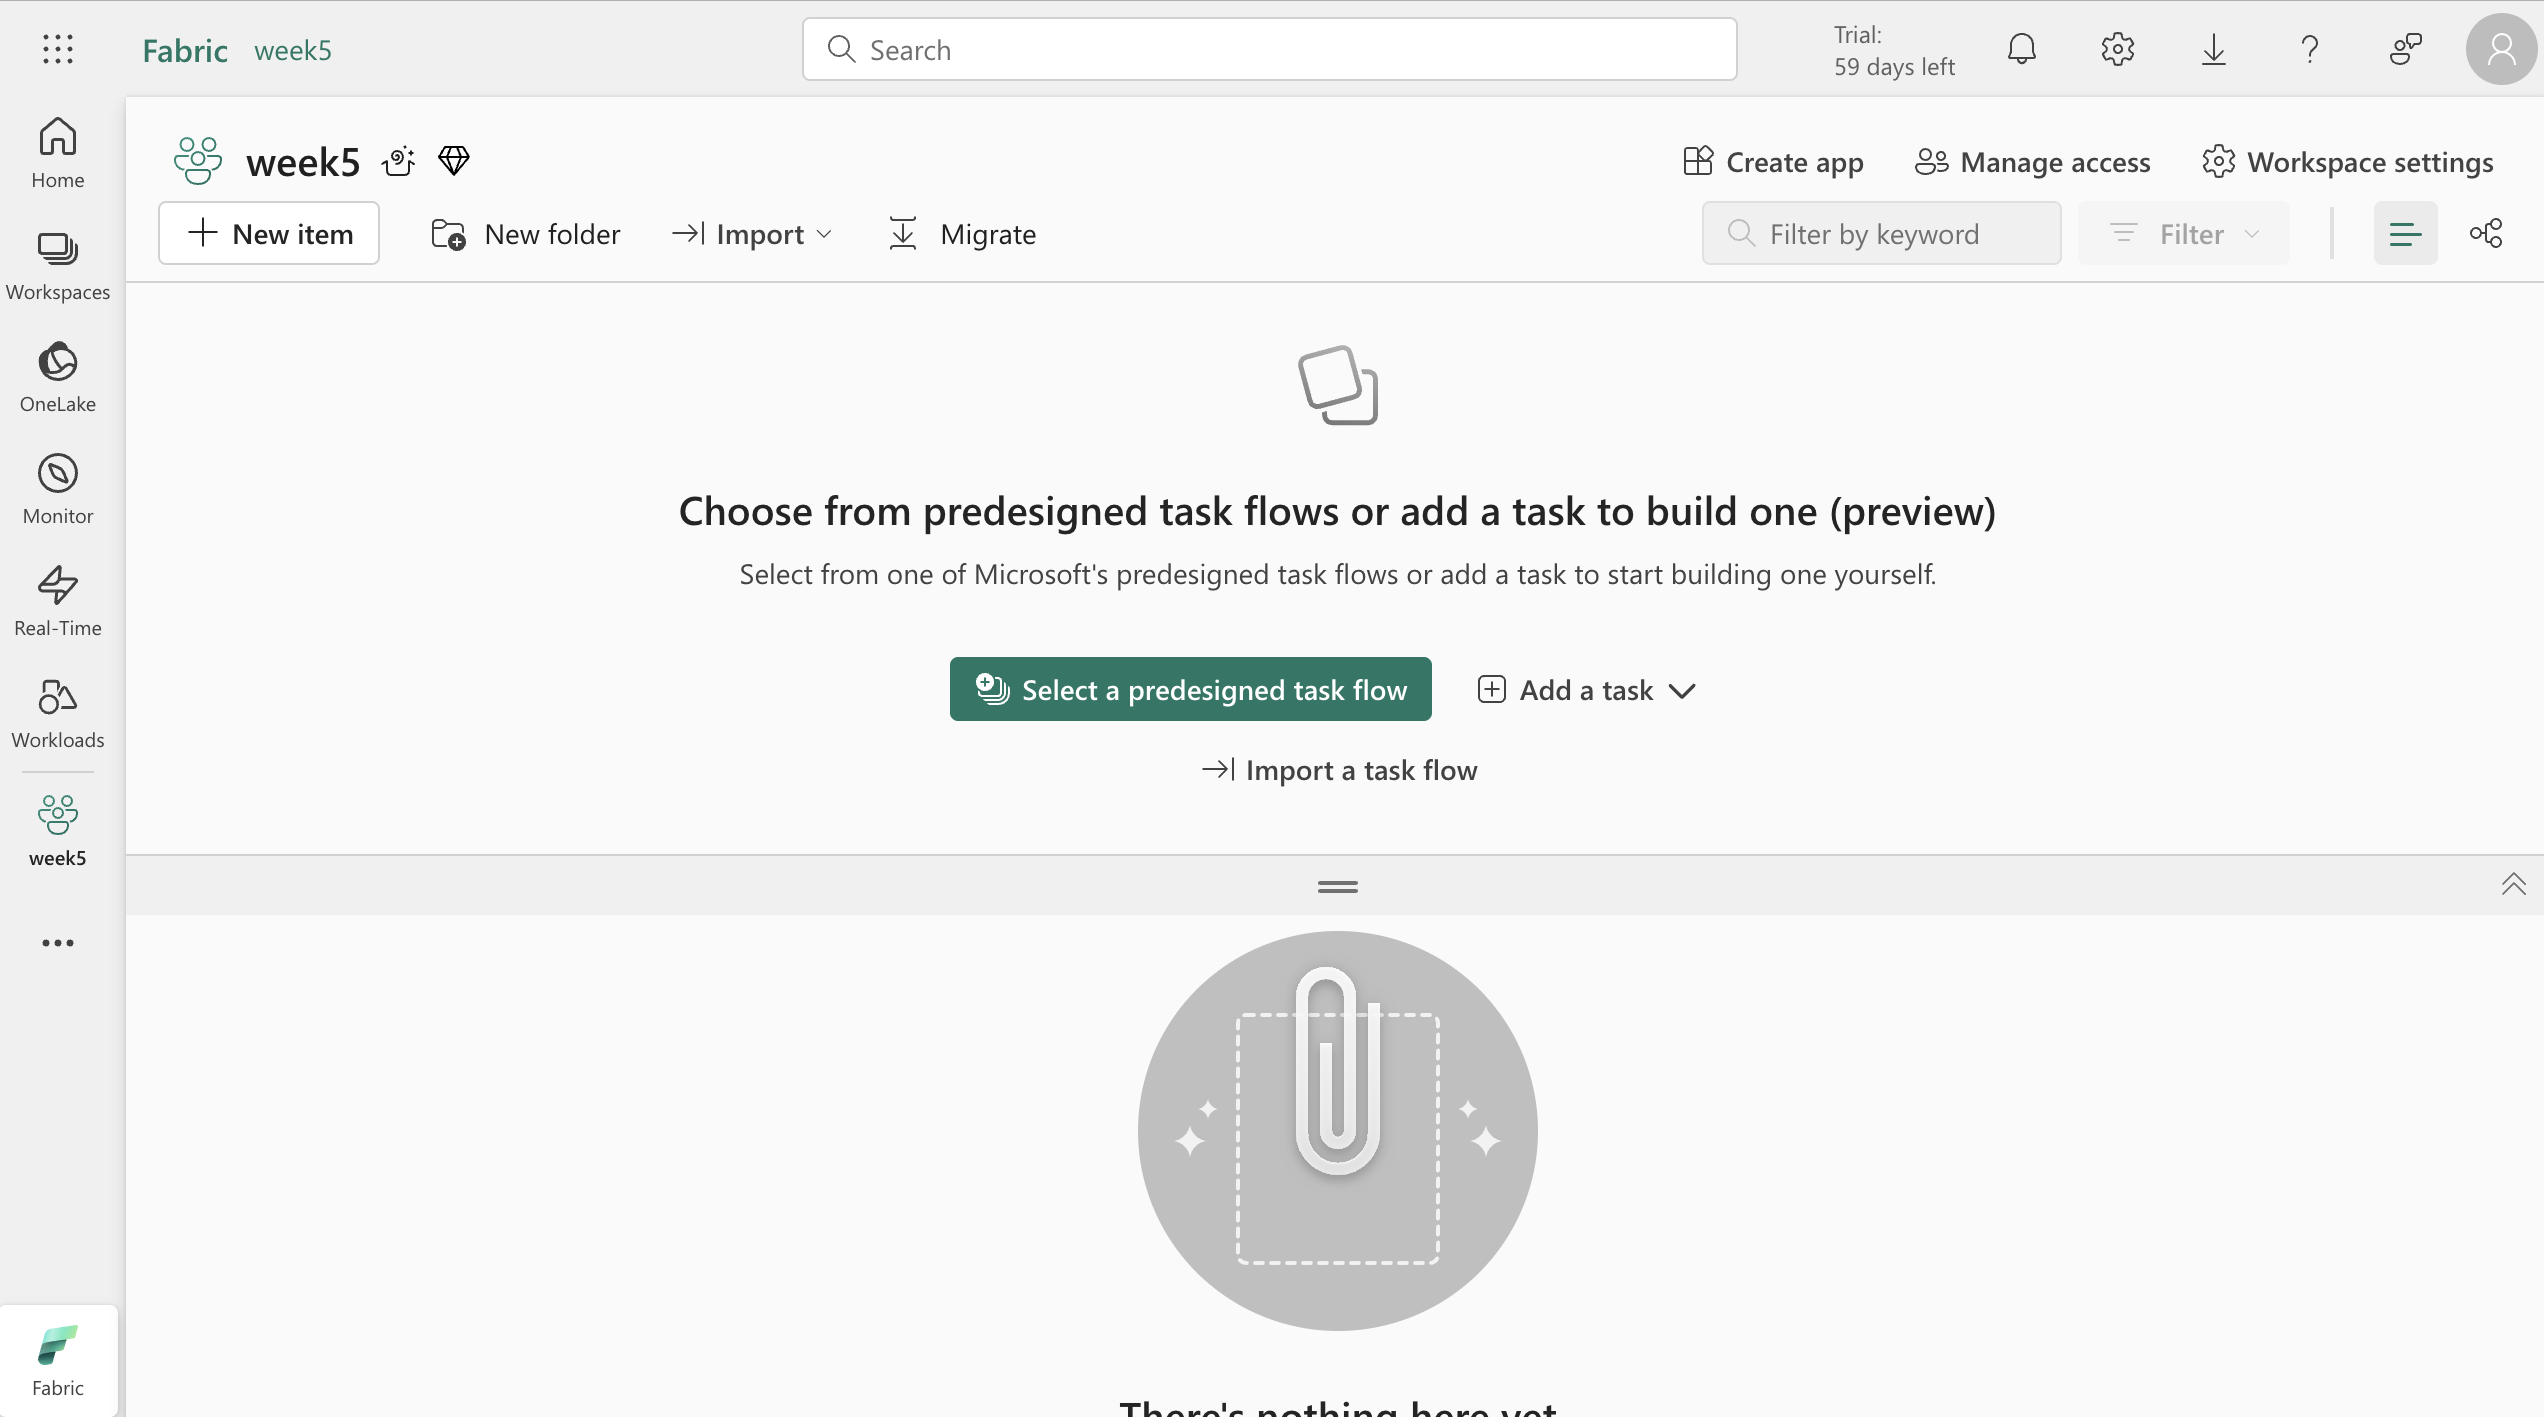 Fabric week5
Search
Trial:
59 days left
Home
Workspaces
OneLake
Monitor
Real-Time
Workloads
week5
Fabric
week5
Create app
Manage access
Workspace settings
New item
New folder
Import
Migrate
Filter by keyword
Filter
Choose from predesigned task flows or add a task to build one (preview)
Select from one of Microsoft's predesigned task flows or add a task to start building one yourself.
Select a predesigned task flow
Add a task
Import a task flow
There's nothing here yet